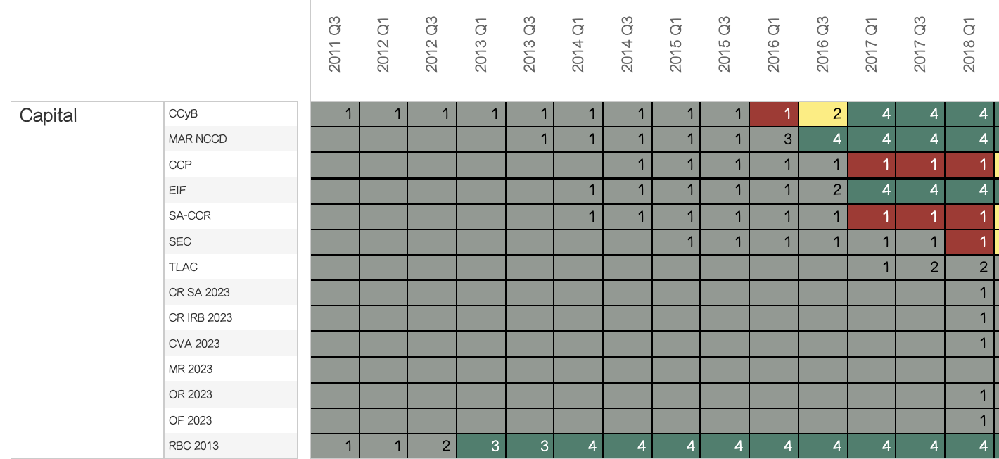 2011 Q3 2012 Q1 2012 Q3 2013 Q1 2013 Q3 2014 Q1 2014 Q3 2015 Q1 2015 Q3 2016 Q1 2016 Q3 2017 Q1 2017 Q3 2018 Q1
Capital CCyB 1 1 1 1 1 1 1 1 1 1 2 4 4 4
MAR NCCD 1 1 1 1 1 3 4 4 4 4
CCP 1 1 1 1 1 1 1 1
EIF 1 1 1 1 1 2 4 4 4
SA-CCR 1 1 1 1 1 1 1 1 1
SEC 1 1 1 1 1 1 1
TLAC 1 2 2
CR SA 2023 1
CR IRB 2023 1
CVA 2023 1
MR 2023
OR 2023 1
OF 2023 1
RBC 2013 1 1 2 3 3 4 4 4 4 4 4 4 4 4